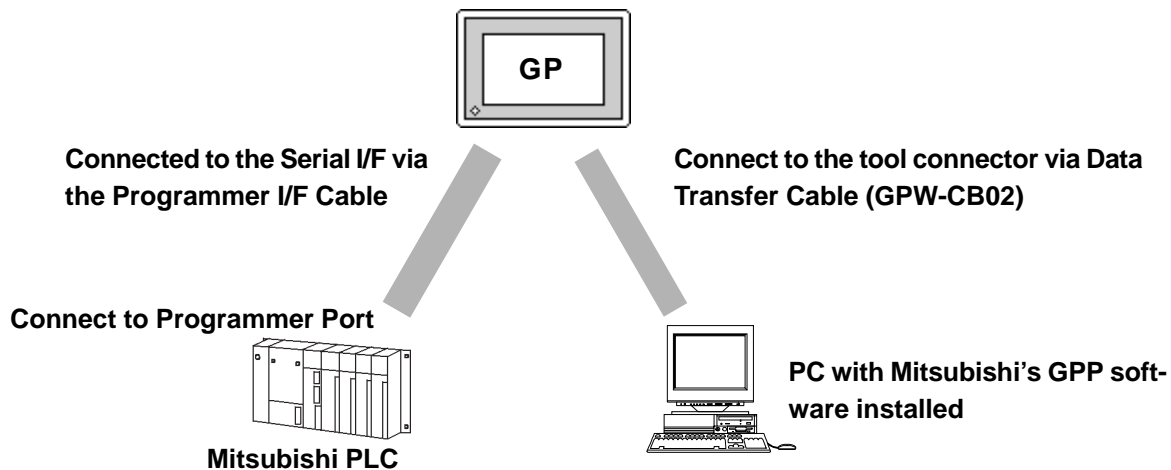 GP
Connected to the Serial I/F via
the Programmer I/F Cable
Connect to the tool connector via Data
Transfer Cable (GPW-CB02)
Connect to Programmer Port
Mitsubishi PLC
PC with Mitsubishi's GPP soft-
ware installed